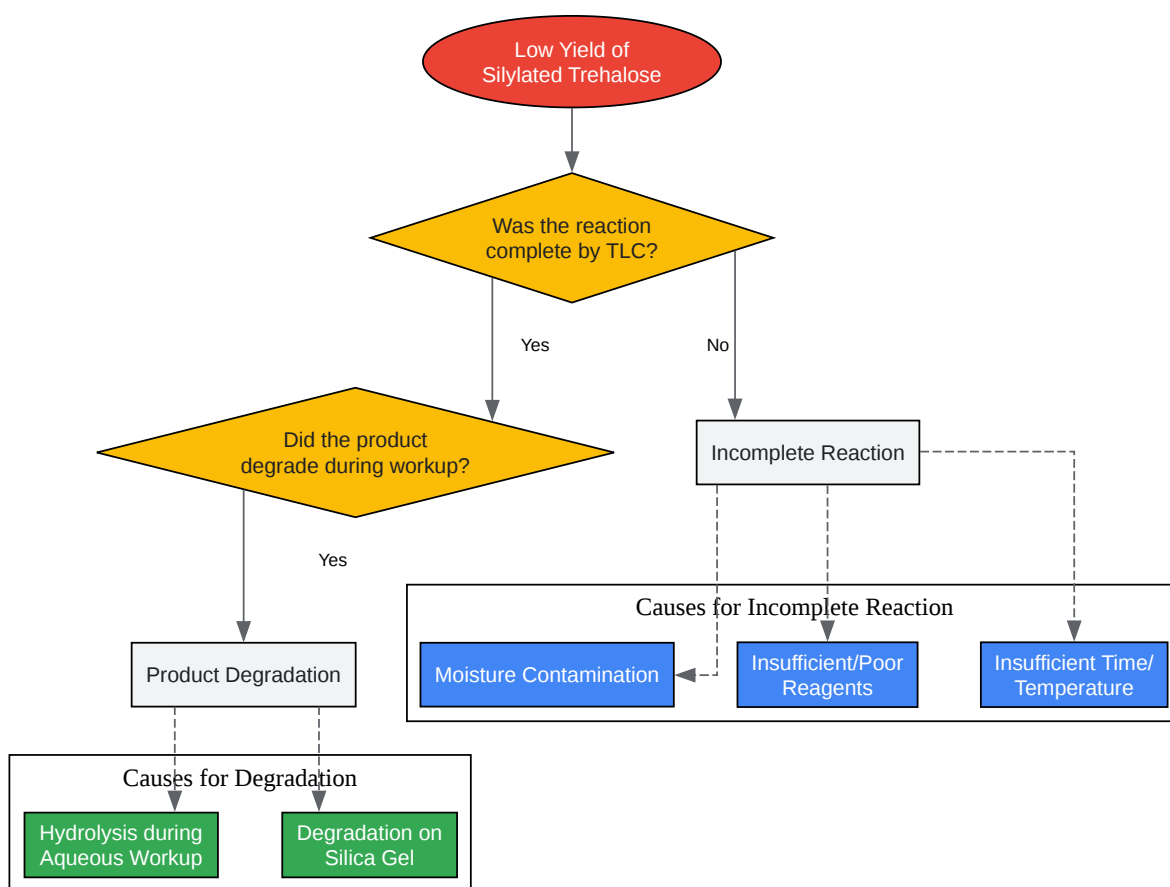 Low Yield of
Silylated Trehalose
Was the reaction
complete by TLC?
Yes
No
Did the product
degrade during workup?
Incomplete Reaction
Yes
Causes for Incomplete Reaction
Product Degradation
Moisture Contamination
Insufficient/Poor
Reagents
Insufficient Time/
Temperature
Causes for Degradation
Hydrolysis during
Aqueous Workup
Degradation on
Silica Gel